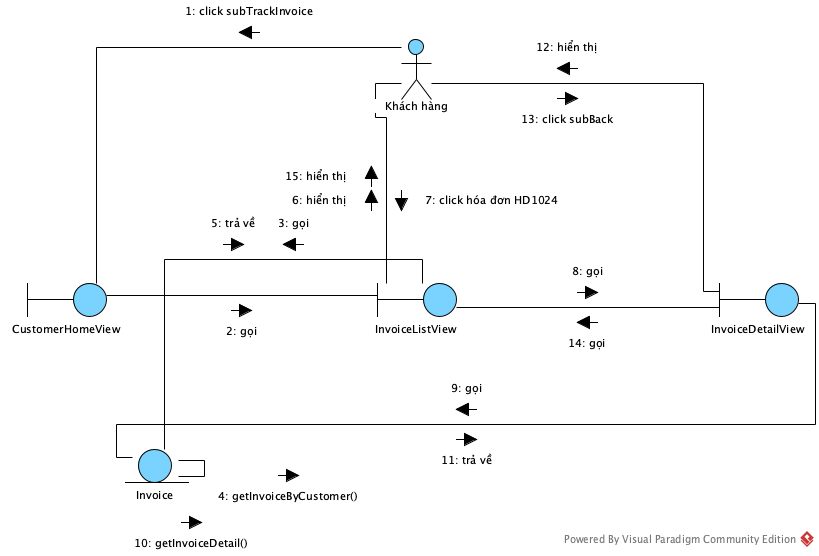 1: click subTrackInvoice
12: hiển thị
Khách hàng
13: click subBack
15: hiển thị
6: hiển thị
7: click hóa đơn HD1024
5: trả về
3: gọi
8: gọi
CustomerHomeView
InvoiceListView
InvoiceDetailView
2: gọi
14: gọi
9: gọi
11: trả về
Invoice
4: getInvoiceByCustomer()
10: getInvoiceDetail()
Powered By Visual Paradigm Community Edition